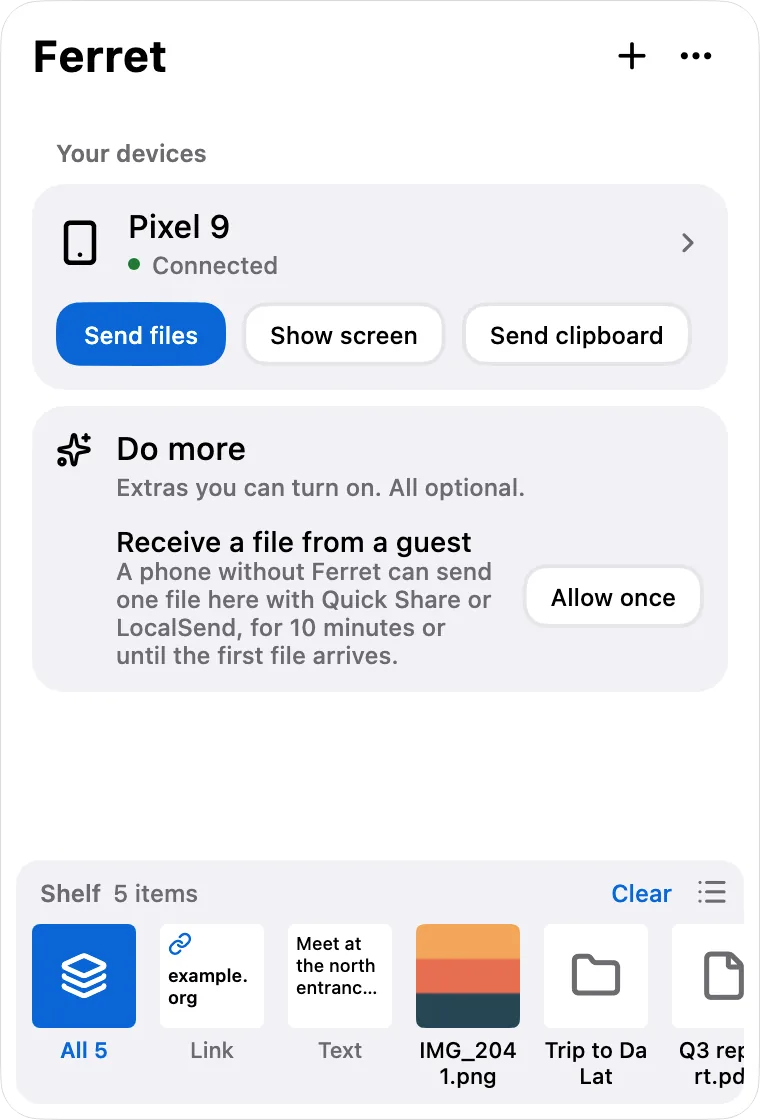 Ferret
Your devices
Pixel 9
Connected
Send files
Show screen
Send clipboard
Do more
Extras you can turn on. All optional.
Receive a file from a guest
A phone without Ferret can send
one file here with Quick Share or
LocalSend, for 10 minutes or
until the first file arrives.
Allow once
Shelf 5 items
Clear
example.
org
Meet at
the north
entranc...
All 5
Link
Text
IMG_204
1.png
Trip to Da
Lat
Q3 rep
rt.pd